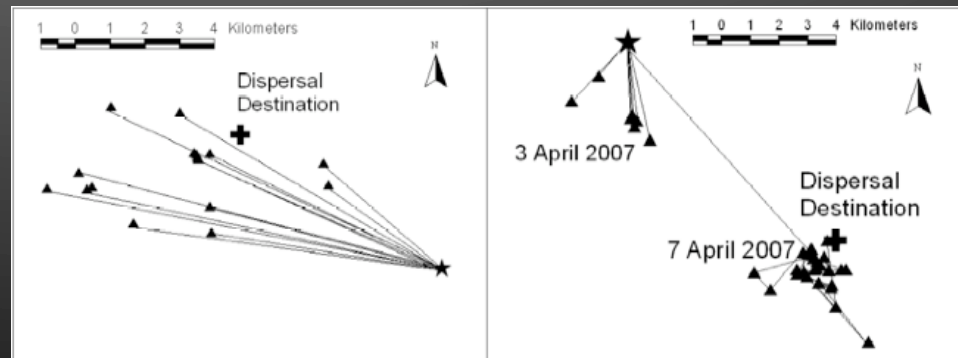 1 0 1 2 3 4 Kilometers
N
Dispersal
Destination
1 0 1 2 3 4 Kilometers
N
3 April 2007
Dispersal
Destination
7 April 2007